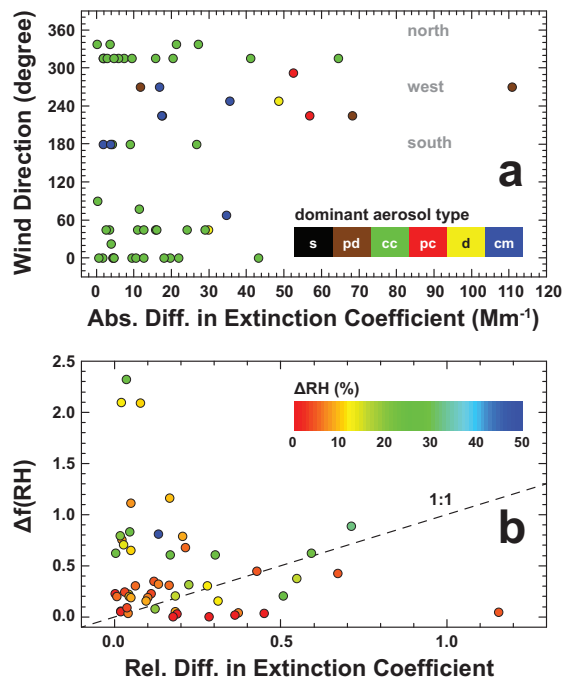 360
300
240
180
120
60
0
Wind Direction (degree)
north
west
south
a
dominant aerosol type
s pd cc pc d cm
0 10 20 30 40 50 60 70 80 90 100 110 120
Abs. Diff. in Extinction Coefficient (Mm⁻¹)
2.5
2.0
1.5
1.0
0.5
0.0
Δf(RH)
ΔRH (%)
0 10 20 30 40 50
1:1
b
0.0 0.5 1.0
Rel. Diff. in Extinction Coefficient